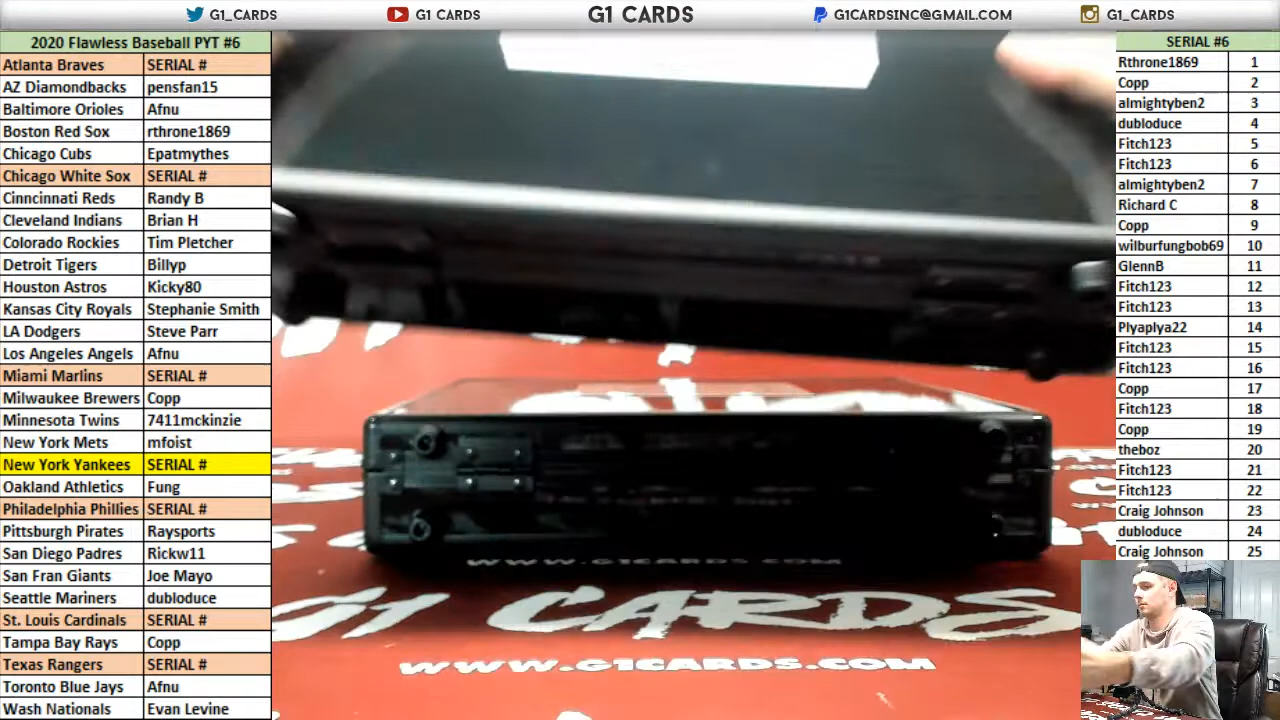 G1_CARDS
G1 CARDS
G1 CARDS
G1CARDSINC@GMAIL.COM
G1_CARDS
2020 Flawless Baseball PYT #6
Atlanta Braves SERIAL #
AZ Diamondbacks pensfan15
Baltimore Orioles Afnu
Boston Red Sox rthrone1869
Chicago Cubs Epatmythes
Chicago White Sox SERIAL #
Cinncinnati Reds Randy B
Cleveland Indians Brian H
Colorado Rockies Tim Pletcher
Detroit Tigers Billyp
Houston Astros Kicky80
Kansas City Royals Stephanie Smith
LA Dodgers Steve Parr
Los Angeles Angels Afnu
Miami Marlins SERIAL #
Milwaukee Brewers Copp
Minnesota Twins 7411mckinzie
New York Mets mfoist
New York Yankees SERIAL #
Oakland Athletics Fung
Philadelphia Phillies SERIAL #
Pittsburgh Pirates Raysports
San Diego Padres Rickw11
San Fran Giants Joe Mayo
Seattle Mariners dubloduce
St. Louis Cardinals SERIAL #
Tampa Bay Rays Copp
Texas Rangers SERIAL #
Toronto Blue Jays Afnu
Wash Nationals Evan Levine
SERIAL #6
Rthrone1869 1
Copp 2
almightyben2 3
dubloduce 4
Fitch123 5
Fitch123 6
almightyben2 7
Richard C 8
Copp 9
wilburfungbob69 10
GlennB 11
Fitch123 12
Fitch123 13
Plyaplya22 14
Fitch123 15
Fitch123 16
Copp 17
Fitch123 18
Copp 19
theboz 20
Fitch123 21
Fitch123 22
Craig Johnson 23
dubloduce 24
Craig Johnson 25
WWW.G1CARDS.COM
G1 CARDS
WWW.G1CARDS.COM